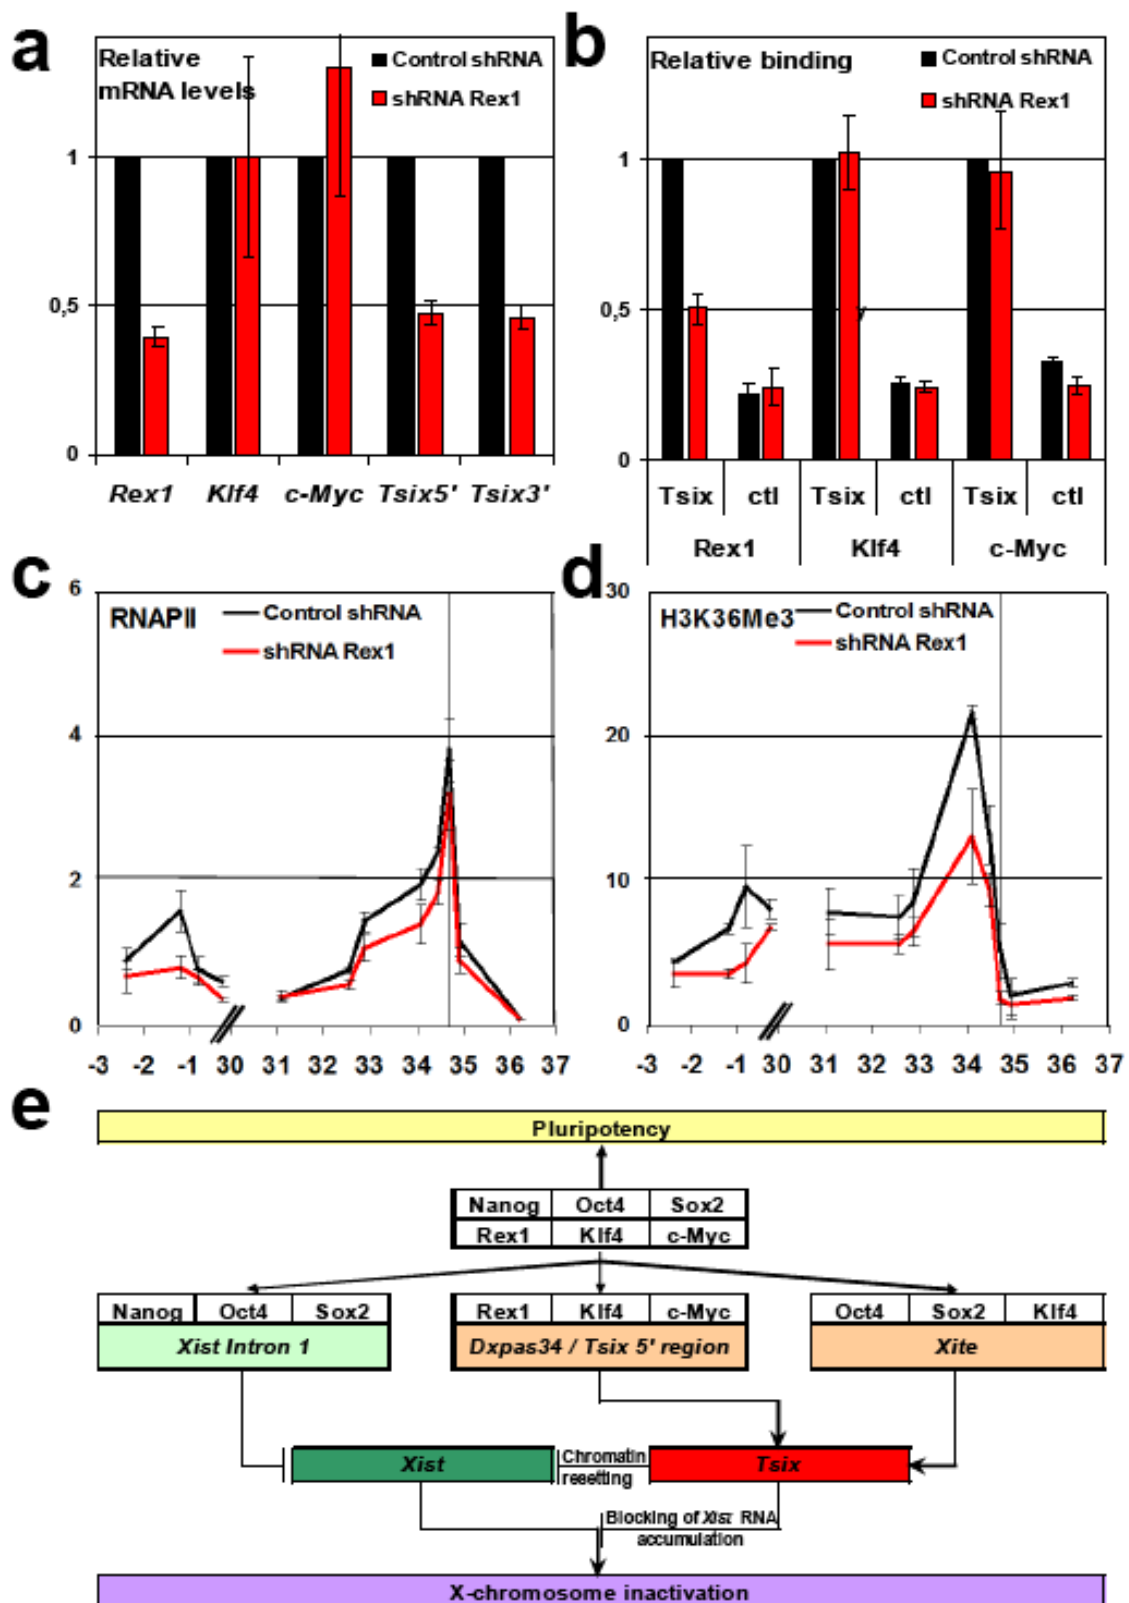 a
Relative
mRNA levels
Control shRNA
shRNA Rex1
1
0,5
0
Rex1 Klf4 c-Myc Tsix5' Tsix3'
b
Relative binding
Control shRNA
shRNA Rex1
1
0,5
0
Tsix ctl Tsix ctl Tsix ctl
Rex1 Klf4 c-Myc
c
RNAPII
Control shRNA
shRNA Rex1
6
4
2
0
-3 -2 -1 30 31 32 33 34 35 36 37
d
H3K36Me3
Control shRNA
shRNA Rex1
30
20
10
0
-3 -2 -1 30 31 32 33 34 35 36 37
e
Pluripotency
Nanog Oct4 Sox2
Rex1 Klf4 c-Myc
Nanog Oct4 Sox2
Xist Intron 1
Rex1 Klf4 c-Myc
Dxpas34 / Tsix 5' region
Oct4 Sox2 Klf4
Xite
Xist
Chromatin
resetting
Tsix
Blocking of Xist RNA
accumulation
X-chromosome inactivation